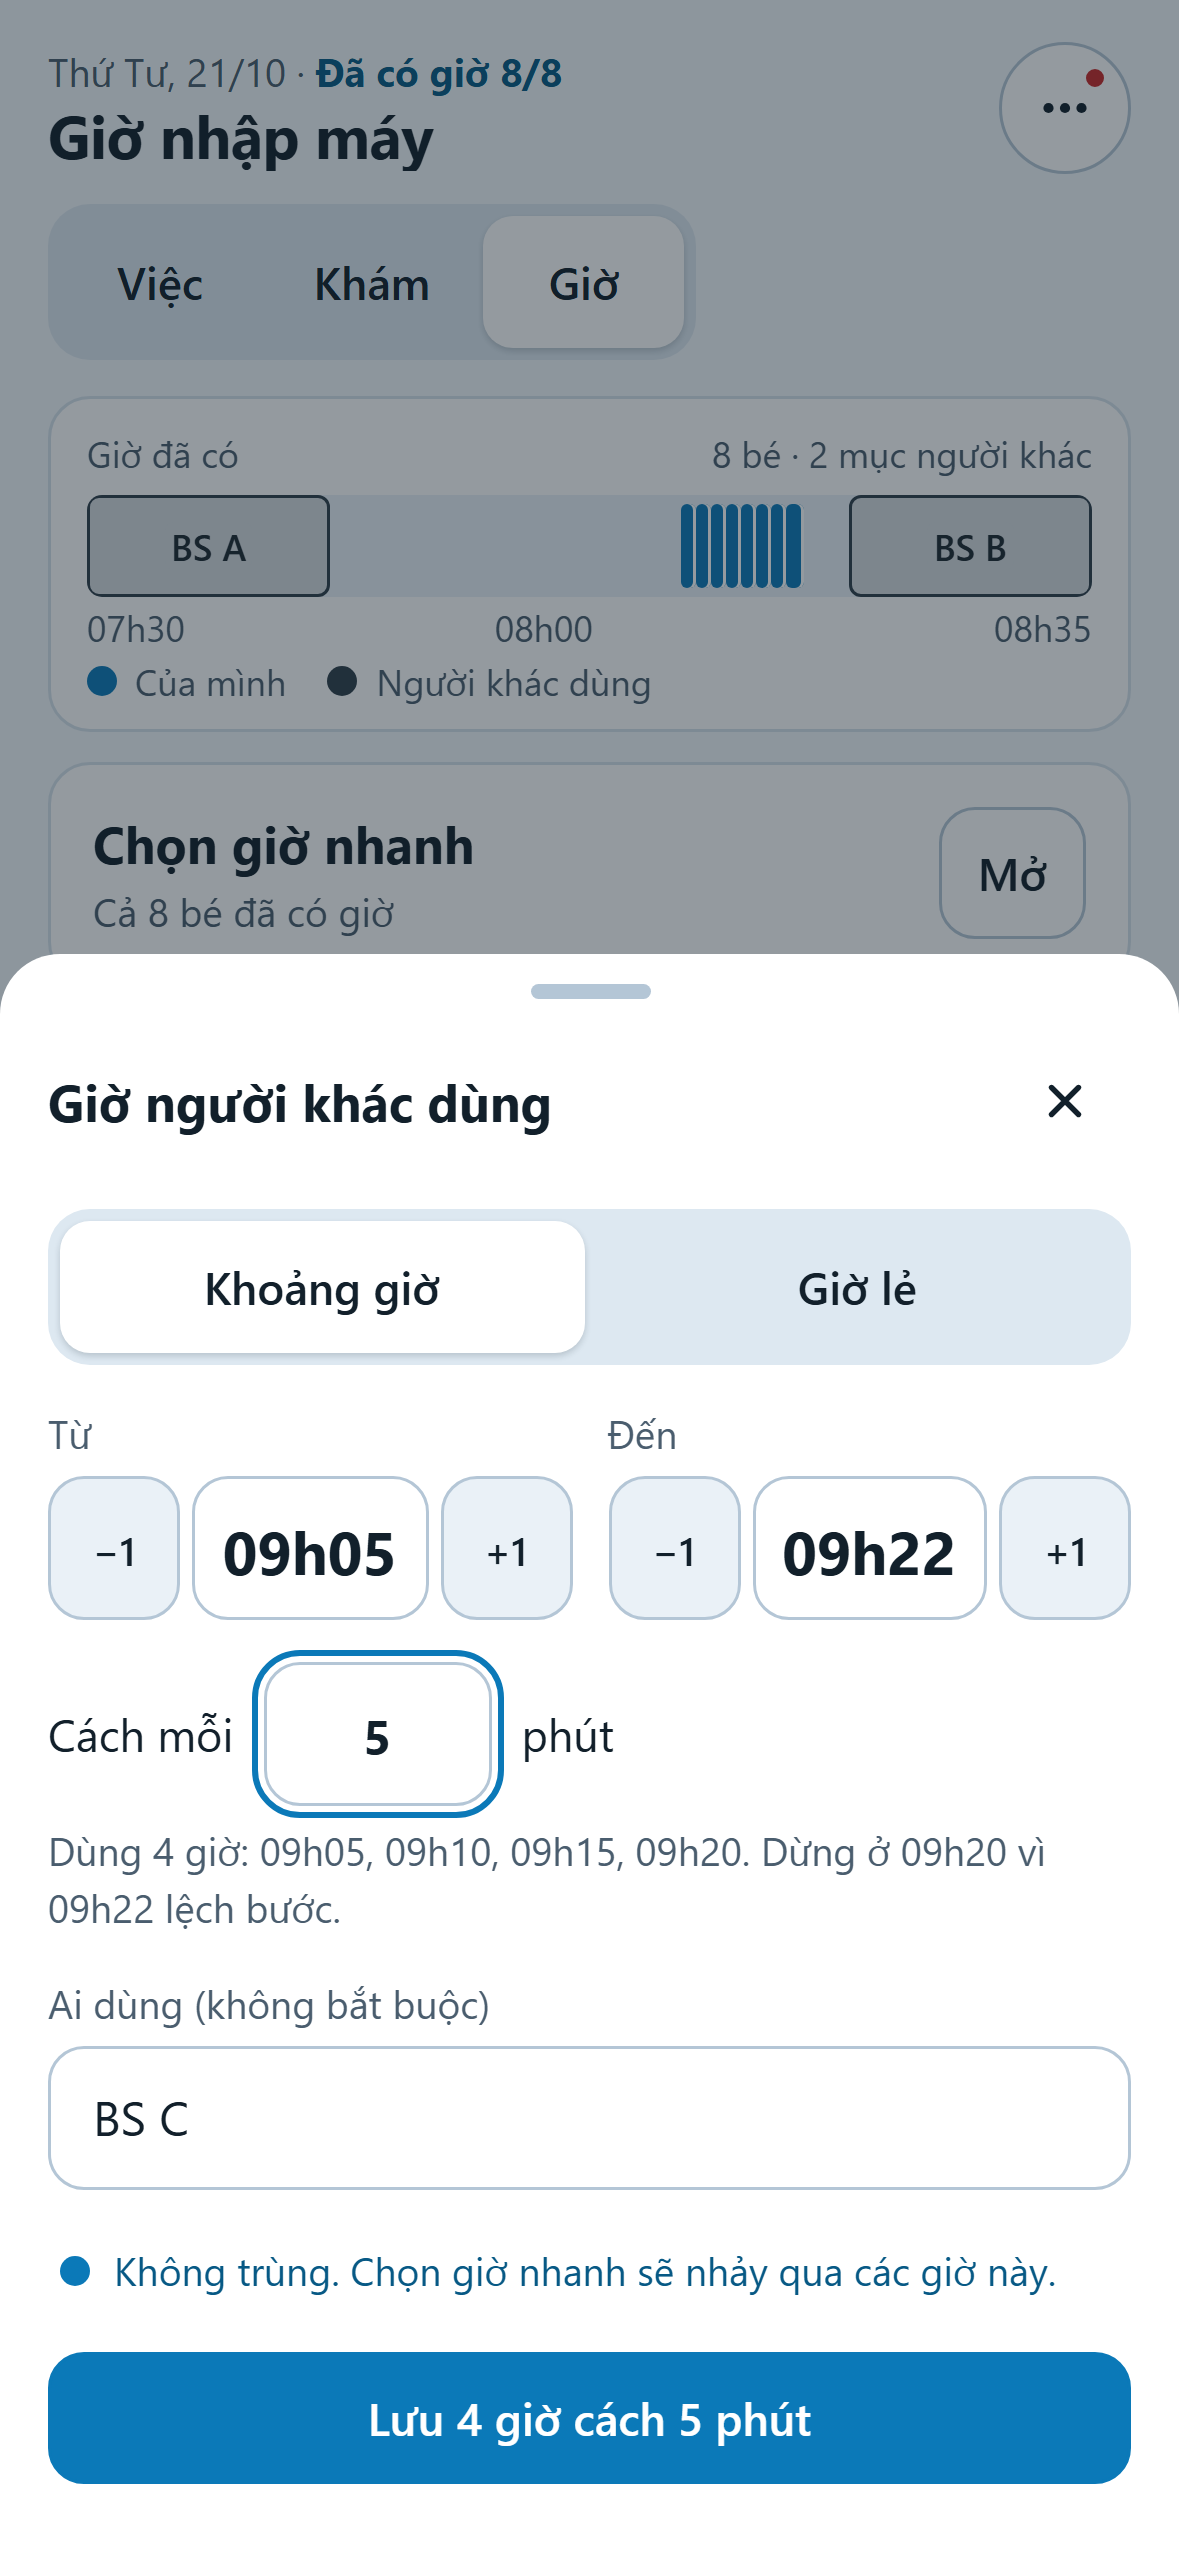 Thứ Tư, 21/10 · Đã có giờ 8/8
Giờ nhập máy
Việc
Khám
Giờ
Giờ đã có
8 bé · 2 mục người khác
BS A
BS B
07h30
08h00
08h35
Của mình
Người khác dùng
Chọn giờ nhanh
Cả 8 bé đã có giờ
Mở
Giờ người khác dùng
Khoảng giờ
Giờ lẻ
Từ
Đến
−1
09h05
+1
−1
09h22
+1
Cách mỗi
5
phút
Dùng 4 giờ: 09h05, 09h10, 09h15, 09h20. Dừng ở 09h20 vì
09h22 lệch bước.
Ai dùng (không bắt buộc)
BS C
Không trùng. Chọn giờ nhanh sẽ nhảy qua các giờ này.
Lưu 4 giờ cách 5 phút